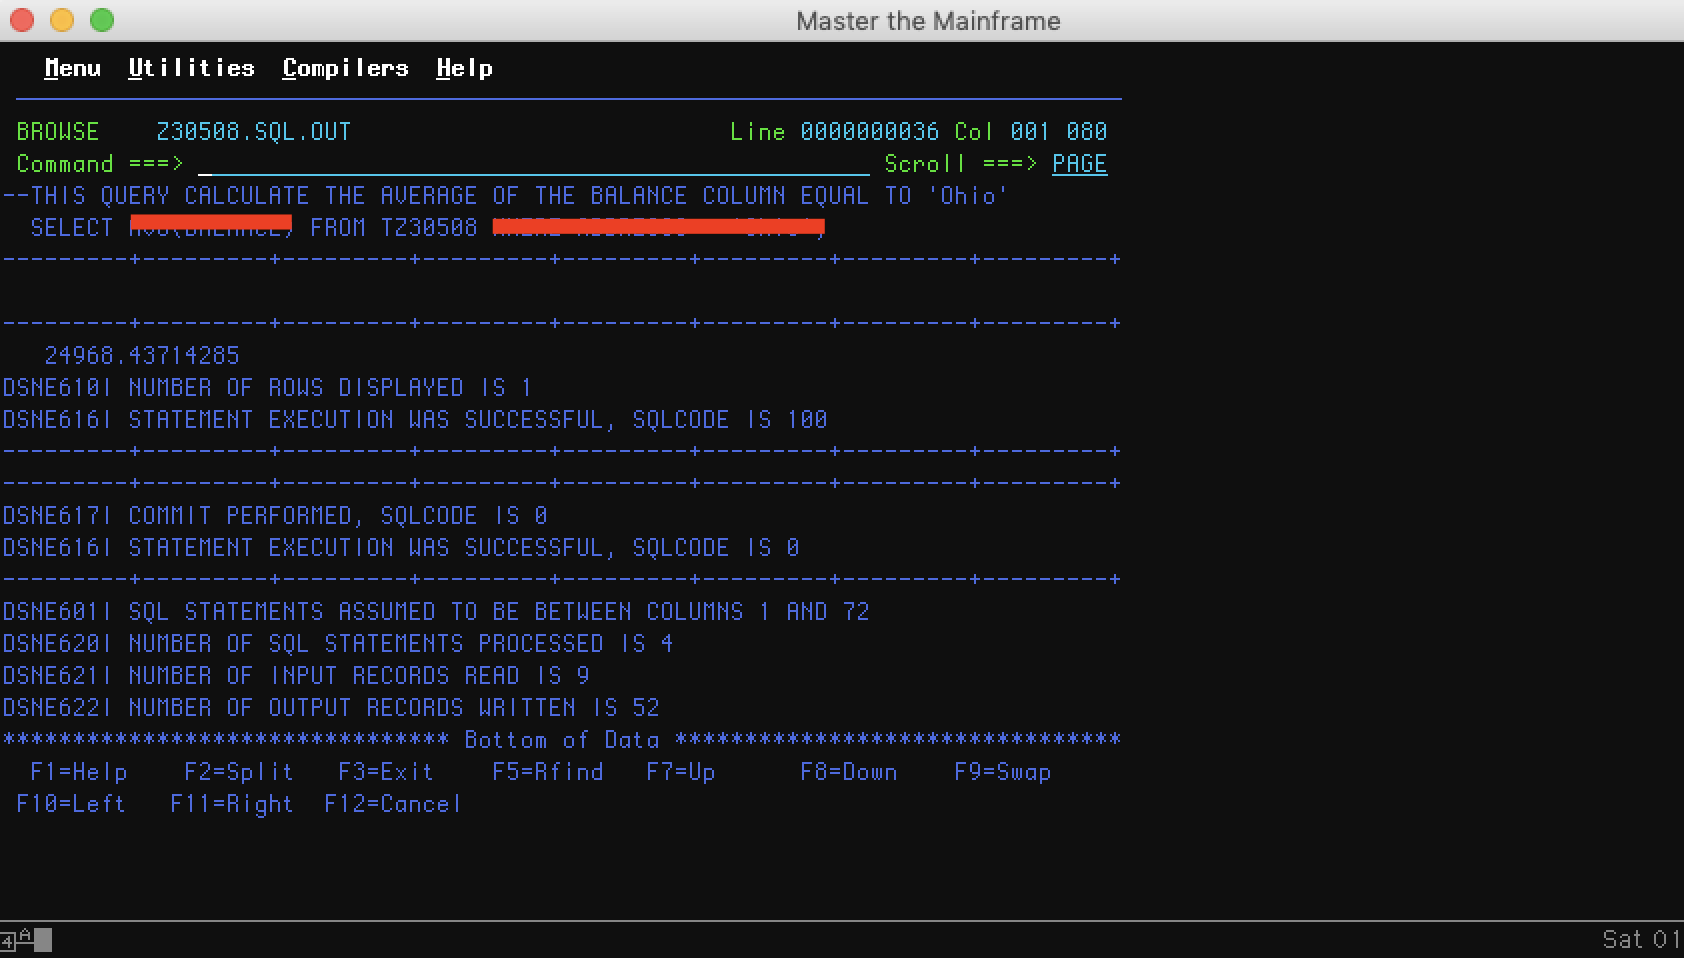 Master the Mainframe
Menu Utilities Compilers Help
BROWSE Z30508.SQL.OUT Line 0000000036 Col 001 080
Command ===> Scroll ===> PAGE
--THIS QUERY CALCULATE THE AVERAGE OF THE BALANCE COLUMN EQUAL TO 'Ohio'
SELECT FROM TZ30508
---------+---------+---------+---------+---------+---------+---------+---------+
---------+---------+---------+---------+---------+---------+---------+---------+
24968.43714285
DSNE610I NUMBER OF ROWS DISPLAYED IS 1
DSNE616I STATEMENT EXECUTION WAS SUCCESSFUL, SQLCODE IS 100
---------+---------+---------+---------+---------+---------+---------+---------+
---------+---------+---------+---------+---------+---------+---------+---------+
DSNE617I COMMIT PERFORMED, SQLCODE IS 0
DSNE616I STATEMENT EXECUTION WAS SUCCESSFUL, SQLCODE IS 0
---------+---------+---------+---------+---------+---------+---------+---------+
DSNE601I SQL STATEMENTS ASSUMED TO BE BETWEEN COLUMNS 1 AND 72
DSNE620I NUMBER OF SQL STATEMENTS PROCESSED IS 4
DSNE621I NUMBER OF INPUT RECORDS READ IS 9
DSNE622I NUMBER OF OUTPUT RECORDS WRITTEN IS 52
******************************** Bottom of Data ********************************
F1=Help F2=Split F3=Exit F5=Rfind F7=Up F8=Down F9=Swap
F10=Left F11=Right F12=Cancel
4 A Sat 01